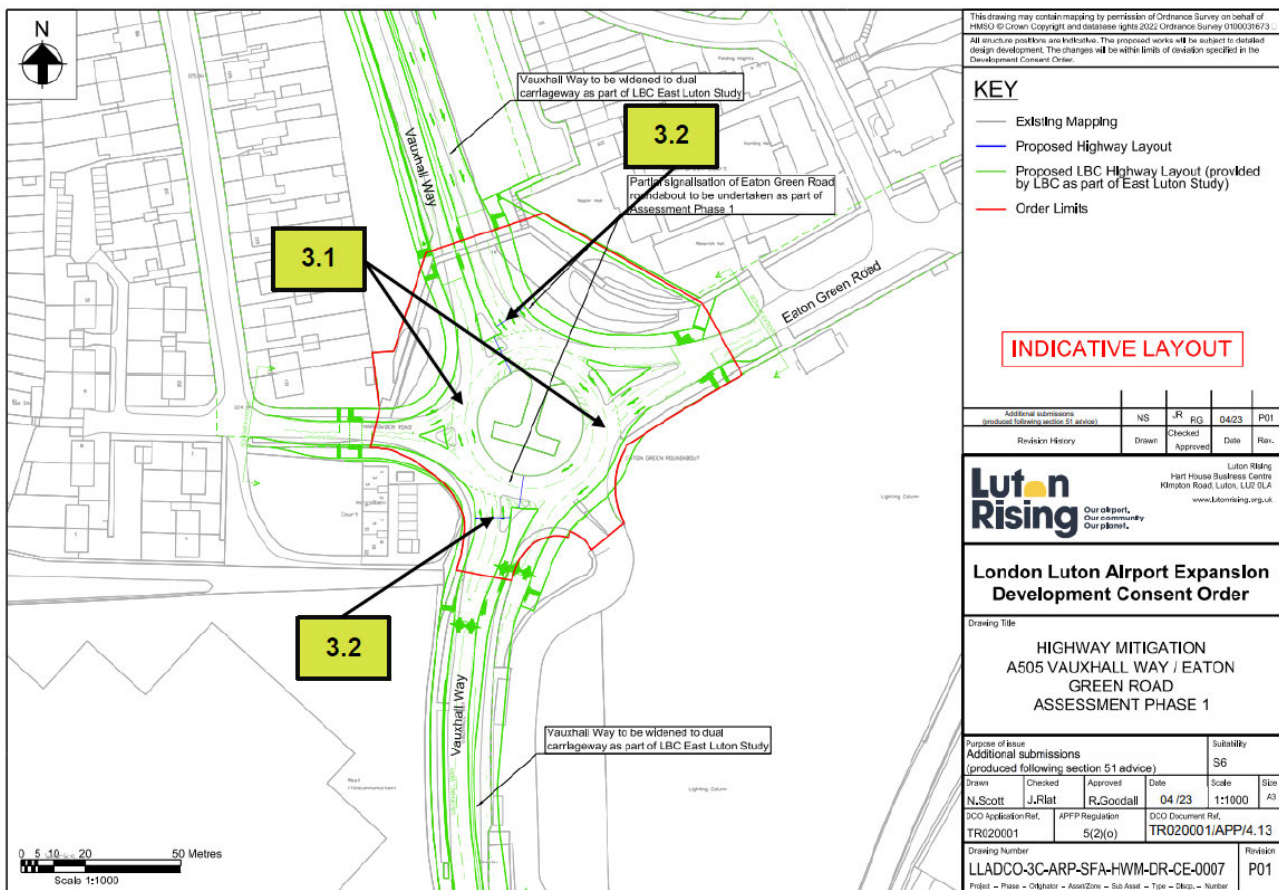 N
Vauxhall Way to be widened to dual
carriageway as part of LBC East Luton Study
3.2
Vauxhall Way
Partial signalisation of Eaton Green Road
roundabout to be undertaken as part of
Assessment Phase 1
3.1
Eaton Green Road
EATON GREEN ROUNDABOUT
Court
Lighting Column
3.2
Vauxhall Way
Vauxhall Way to be widened to dual
carriageway as part of LBC East Luton Study
Lighting Column
0 5 10 20 50 Metres
Scale 1:1000
This drawing may contain mapping by permission of Ordnance Survey on behalf of
HMSO © Crown Copyright and database rights 2022 Ordnance Survey 0100031673
All structure positions are indicative. The proposed works will be subject to detailed
design development. The changes will be within limits of deviation specified in the
Development Consent Order.
KEY
Existing Mapping
Proposed Highway Layout
Proposed LBC Highway Layout (provided
by LBC as part of East Luton Study)
Order Limits
INDICATIVE LAYOUT
Additional submissions
(produced following section 51 advice)
NS JR RG 04/23 P01
Revision History Drawn Checked Approved Date Rev.
Luton
Rising
Our airport.
Our community
Our planet.
Luton Rising
Hart House Business Centre
Kimpton Road, Luton, LU2 0LA
www.lutonrising.org.uk
London Luton Airport Expansion
Development Consent Order
Drawing Title
HIGHWAY MITIGATION
A505 VAUXHALL WAY / EATON
GREEN ROAD
ASSESSMENT PHASE 1
Purpose of issue
Additional submissions
(produced following section 51 advice)
Suitability
S6
Drawn Checked Approved Date Scale Size
N.Scott J.Rlat R.Goodall 04 /23 1:1000 A3
DCO Application Ref. APFP Regulation DCO Document Ref.
TR020001 5(2)(o) TR020001/APP/4.13
Drawing Number Revision
LLADCO-3C-ARP-SFA-HWM-DR-CE-0007 P01
Project – Phase – Originator – Asset/Zone – Sub Asset – Type – Discp. – Number